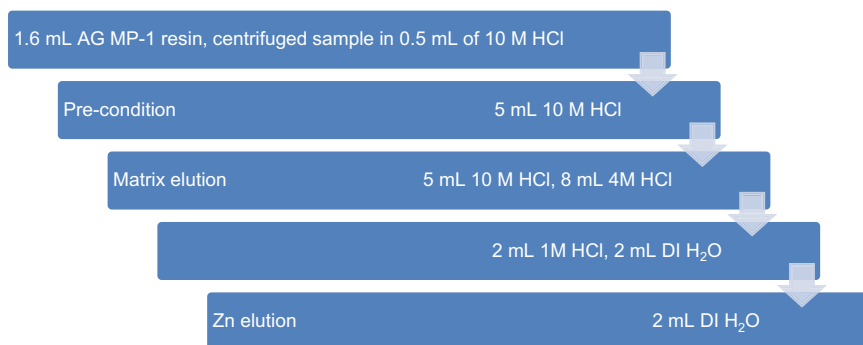 1.6 mL AG MP-1 resin, centrifuged sample in 0.5 mL of 10 M HCl
Pre-condition 5 mL 10 M HCl
Matrix elution 5 mL 10 M HCl, 8 mL 4M HCl
2 mL 1M HCl, 2 mL DI H₂O
Zn elution 2 mL DI H₂O